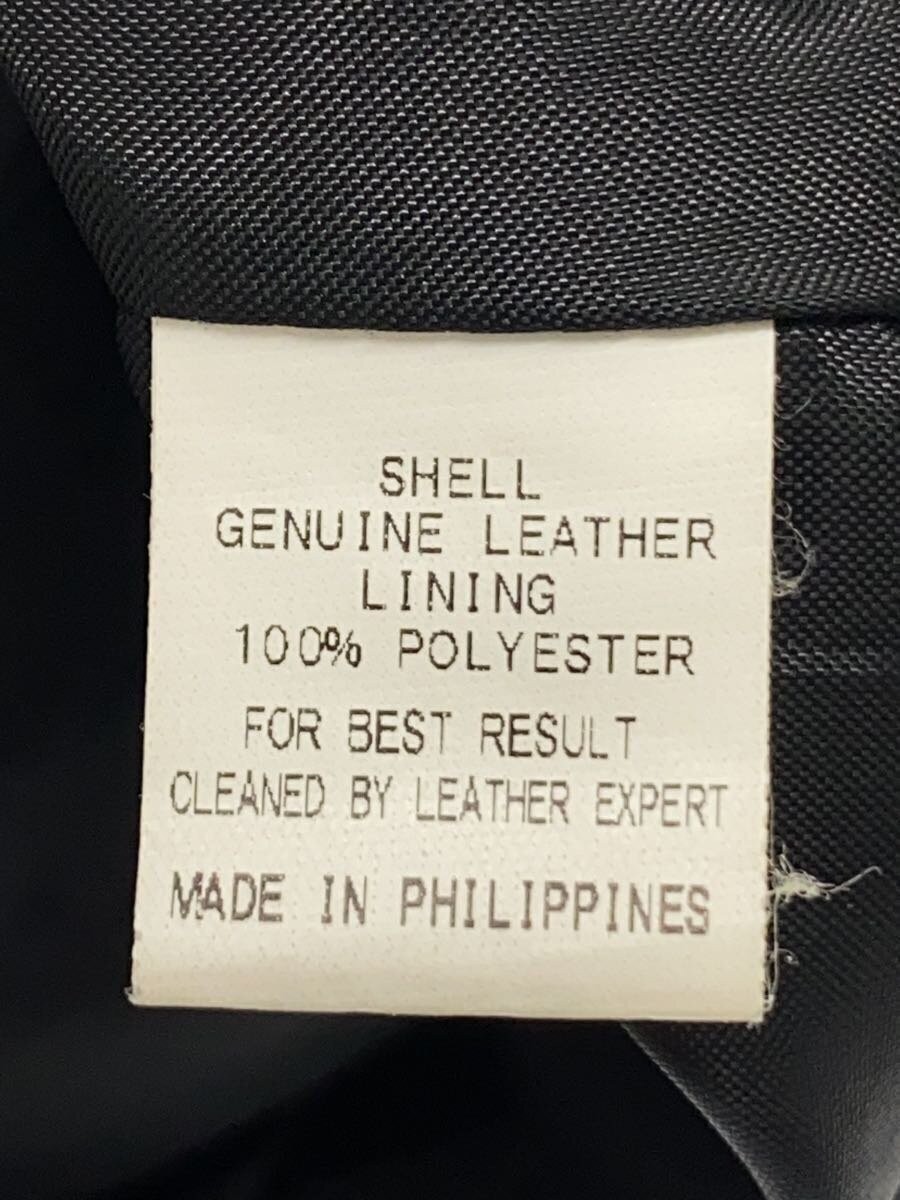 SHELL
GENUINE LEATHER
LINING
100% POLYESTER
FOR BEST RESULT
CLEANED BY LEATHER EXPERT
MADE IN PHILIPPINES